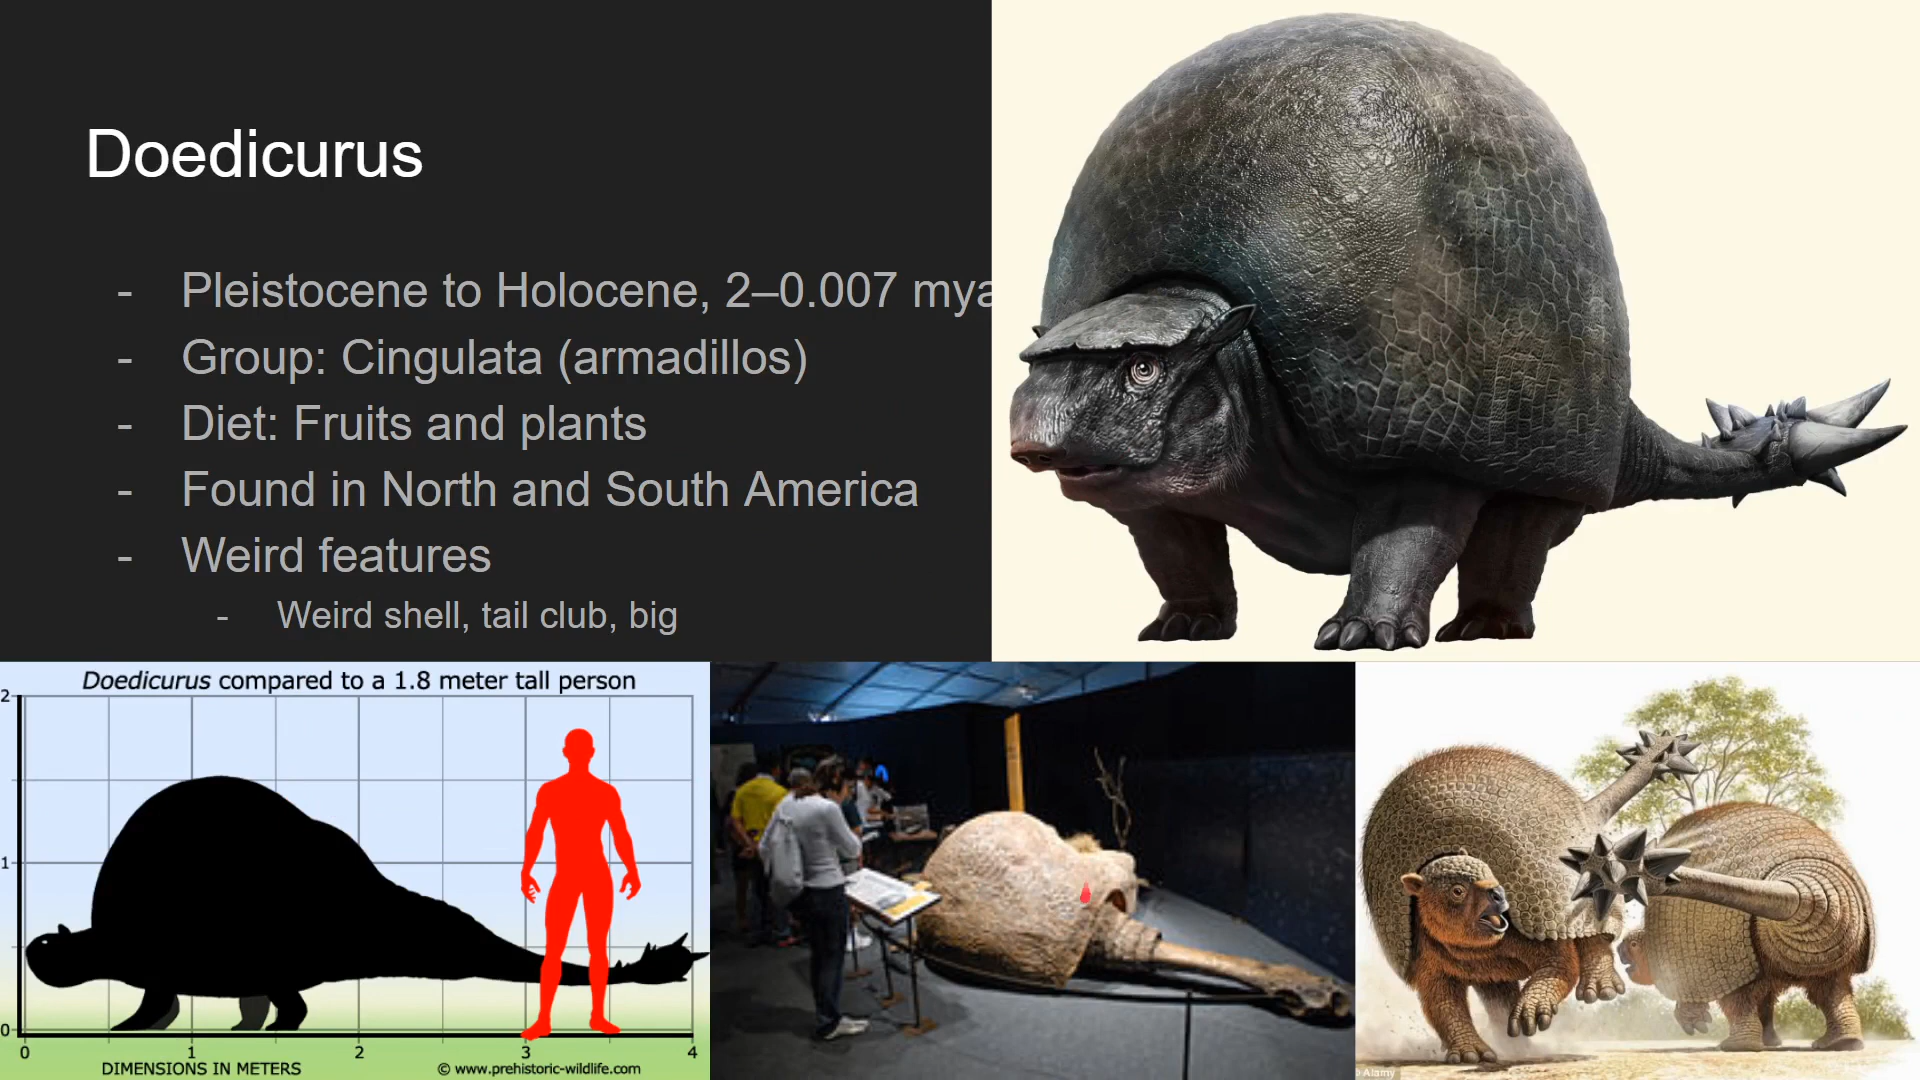 Doedicurus
- Pleistocene to Holocene, 2–0.007 mya
- Group: Cingulata (armadillos)
- Diet: Fruits and plants
- Found in North and South America
- Weird features
- Weird shell, tail club, big
Doedicurus compared to a 1.8 meter tall person
2
1
0
0 1 2 3 4
DIMENSIONS IN METERS © www.prehistoric-wildlife.com
© Alamy